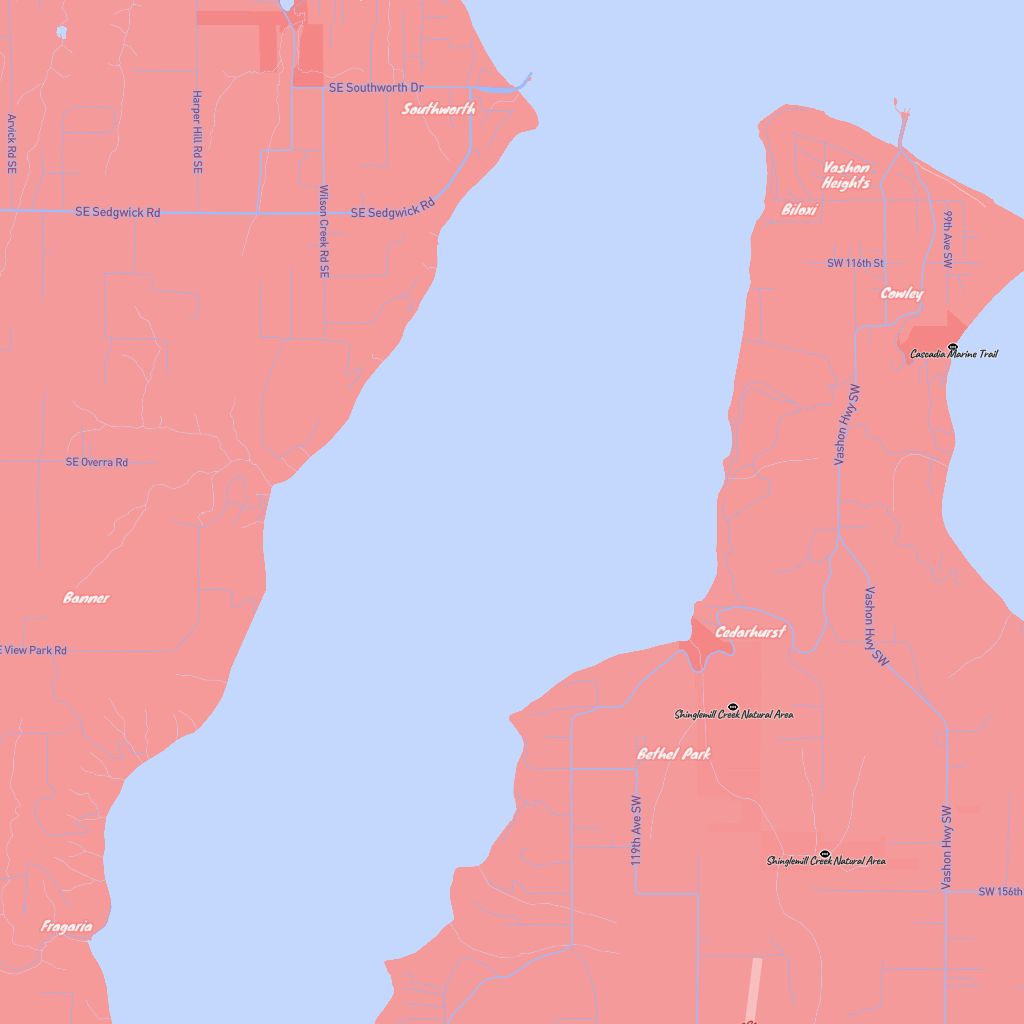 SE Southworth Dr
Southworth
Arvick Rd SE
Harper Hill Rd SE
Vashon
Heights
Wilson Creek Rd SE
SE Sedgwick Rd
SE Sedgwick Rd
Biloxi
99th Ave SW
SW 116th St
Cowley
Cascadia Marine Trail
Vashon Hwy SW
SE Overra Rd
Banner
Vashon Hwy SW
Cedarhurst
E View Park Rd
Shinglemill Creek Natural Area
Bethel Park
119th Ave SW
Vashon Hwy SW
Shinglemill Creek Natural Area
SW 156th
Fragaria